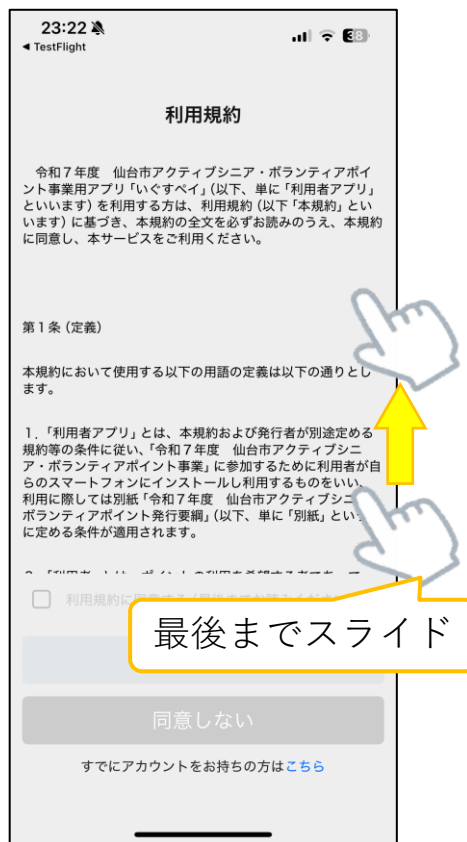 23:22
38
◀ TestFlight
利用規約
令和7年度　仙台市アクティブシニア・ボランティアポイ
ント事業用アプリ「いぐすペイ」（以下、単に「利用者アプリ」
といいます）を利用する方は、利用規約（以下「本規約」とい
います）に基づき、本規約の全文を必ずお読みのうえ、本規約
に同意し、本サービスをご利用ください。
第1条（定義）
本規約において使用する以下の用語の定義は以下の通りとし
ます。
1．「利用者アプリ」とは、本規約および発行者が別途定める
規約等の条件に従い、「令和7年度　仙台市アクティブシニ
ア・ボランティアポイント事業」に参加するために利用者が自
らのスマートフォンにインストールし利用するものをいい、
利用に際しては別紙「令和7年度　仙台市アクティブシニ
ボランティアポイント発行要綱」（以下、単に「別紙」とい
に定める条件が適用されます。
利用規約に
最後までスライド
同意しない
すでにアカウントをお持ちの方はこちら